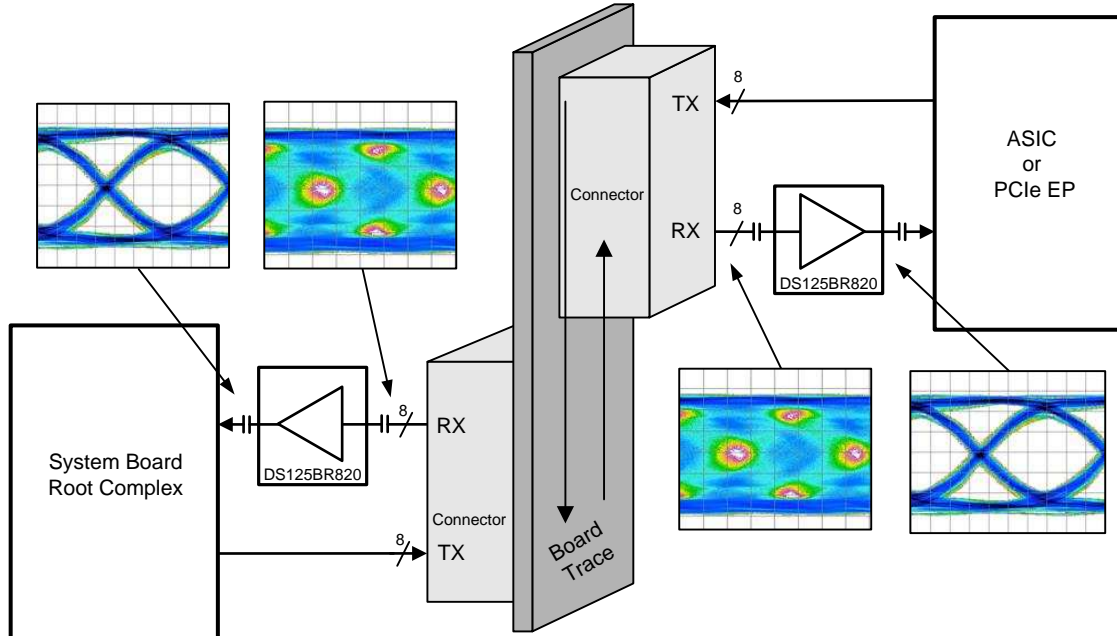 8
TX
ASIC
or
PCIe EP
Connector
8
RX
DS125BR820
8
RX
DS125BR820
System Board
Root Complex
Connector
8
TX
Board
Trace